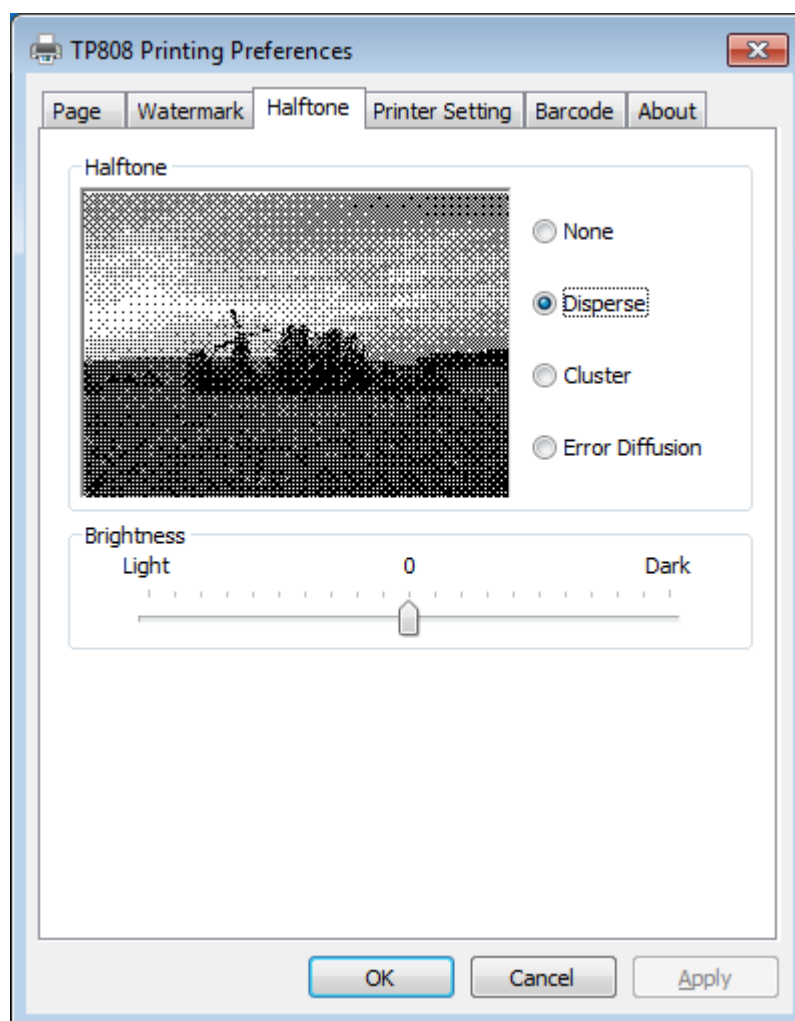 TP808 Printing Preferences
Page Watermark Halftone Printer Setting Barcode About
Halftone
None
Disperse
Cluster
Error Diffusion
Brightness
Light 0 Dark
OK Cancel Apply